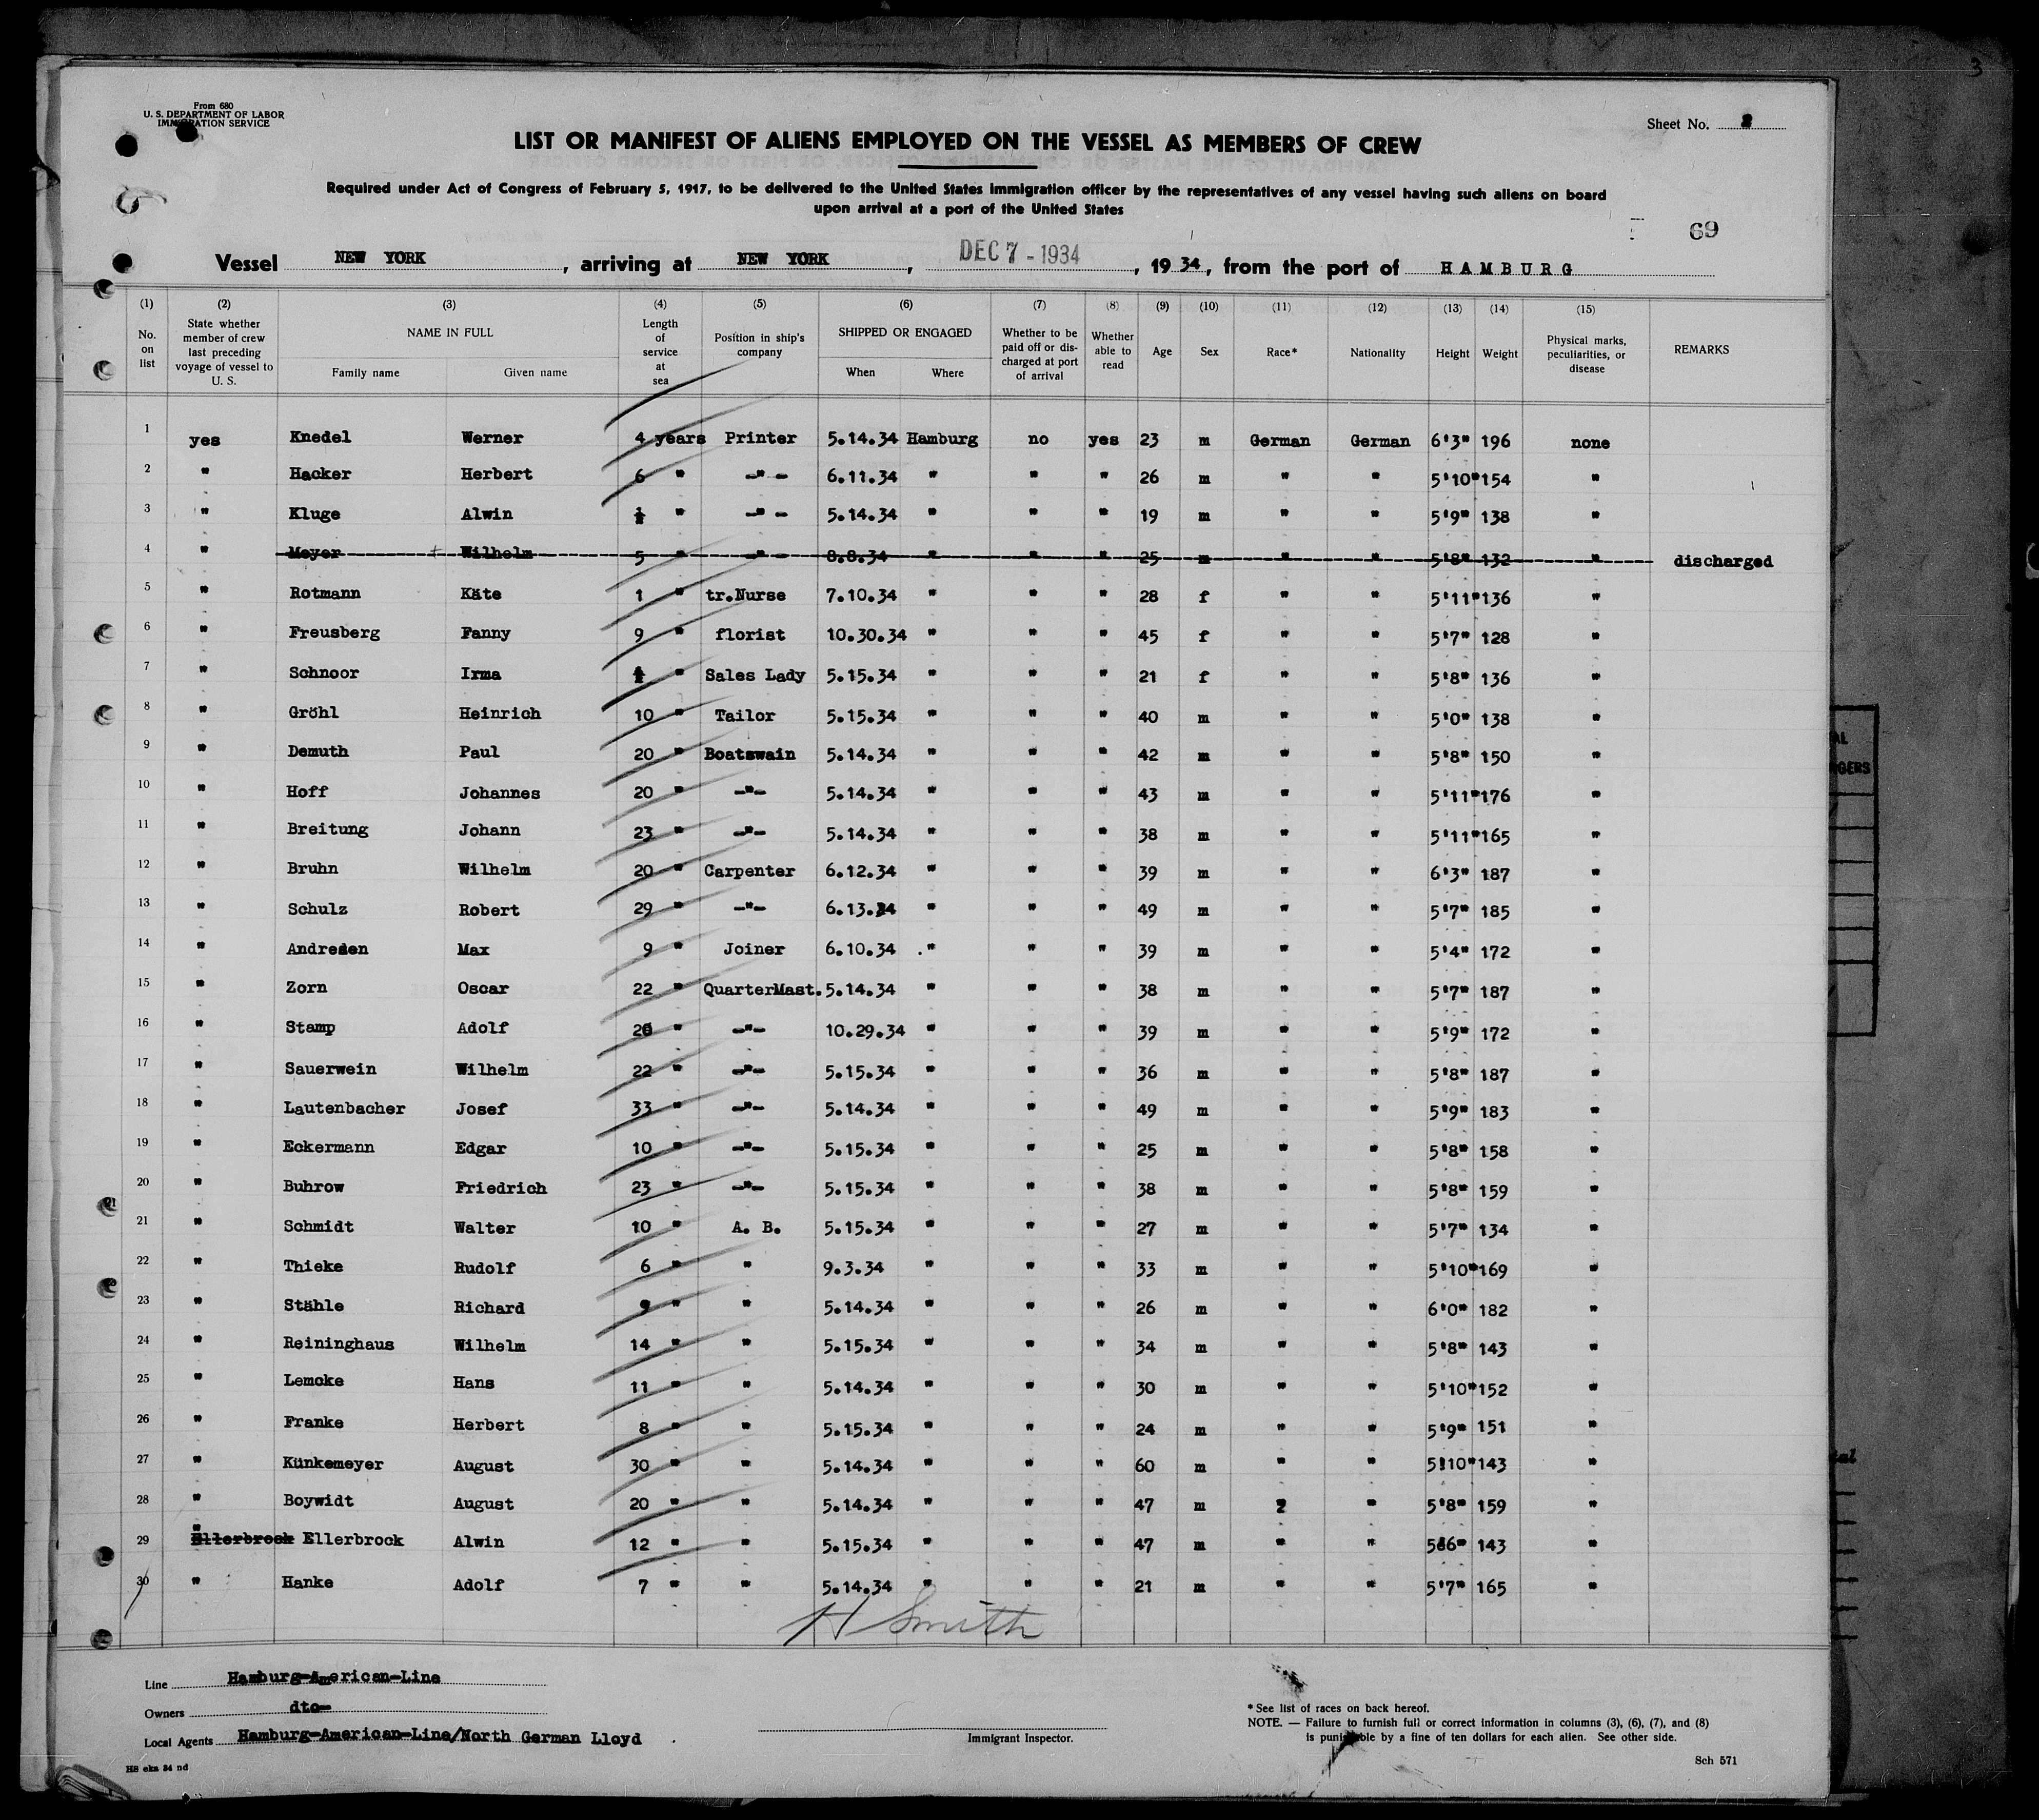 3
From 680
U. S. DEPARTMENT OF LABOR
IMMIGRATION SERVICE
Sheet No. 2
LIST OR MANIFEST OF ALIENS EMPLOYED ON THE VESSEL AS MEMBERS OF CREW
Required under Act of Congress of February 5, 1917, to be delivered to the United States immigration officer by the representatives of any vessel having such aliens on board
upon arrival at a port of the United States
69
Vessel NEW YORK, arriving at NEW YORK, DEC 7 - 1934, 1934, from the port of HAMBURG
(1) (2) (3) (4) (5) (6) (7) (8) (9) (10) (11) (12) (13) (14) (15)
No. on list State whether member of crew last preceding voyage of vessel to U. S. NAME IN FULL Family name Given name Length of service at sea Position in ship's company SHIPPED OR ENGAGED When Where Whether to be paid off or discharged at port of arrival Whether able to read Age Sex Race* Nationality Height Weight Physical marks, peculiarities, or disease REMARKS
1 yes Knedel Werner 4 years Printer 5.14.34 Hamburg no yes 23 m German German 6'3" 196 none
2 " Hacker Herbert 6 " -"- 6.11.34 " " " 26 m " " 5'10" 154 "
3 " Kluge Alwin ½ " -"- 5.14.34 " " " 19 m " " 5'9" 138 "
4 " Meyer Wilhelm 5 " -"- 8.8.34 " " " 25 m " " 5'8" 132 " discharged
5 " Rotmann Käte 1 " tr.Nurse 7.10.34 " " " 28 f " " 5'11" 136 "
6 " Freusberg Fanny 9 " florist 10.30.34 " " " 45 f " " 5'7" 128 "
7 " Schnoor Irma " Sales Lady 5.15.34 " " " 21 f " " 5'8" 136 "
8 " Gröhl Heinrich 10 " Tailor 5.15.34 " " " 40 m " " 5'0" 138 "
9 " Demuth Paul 20 " Boatswain 5.14.34 " " " 42 m " " 5'8" 150 "
10 " Hoff Johannes 20 " -"- 5.14.34 " " " 43 m " " 5'11" 176 "
11 " Breitung Johann 23 " -"- 5.14.34 " " " 38 m " " 5'11" 165 "
12 " Bruhn Wilhelm 20 " Carpenter 6.12.34 " " " 39 m " " 6'3" 187 "
13 " Schulz Robert 29 " -"- 6.13.34 " " " 49 m " " 5'7" 185 "
14 " Andresen Max 9 " Joiner 6.10.34 " " " 39 m " " 5'4" 172 "
15 " Zorn Oscar 22 " QuarterMast. 5.14.34 " " " 38 m " " 5'7" 187 "
16 " Stamp Adolf 20 " -"- 10.29.34 " " " 39 m " " 5'9" 172 "
17 " Sauerwein Wilhelm 22 " -"- 5.15.34 " " " 36 m " " 5'8" 187 "
18 " Lautenbacher Josef 33 " -"- 5.14.34 " " " 49 m " " 5'9" 183 "
19 " Eckermann Edgar 10 " -"- 5.15.34 " " " 25 m " " 5'8" 158 "
20 " Buhrow Friedrich 23 " -"- 5.15.34 " " " 38 m " " 5'8" 159 "
21 " Schmidt Walter 10 " A. B. 5.15.34 " " " 27 m " " 5'7" 134 "
22 " Thieke Rudolf 6 " " 9.3.34 " " " 33 m " " 5'10" 169 "
23 " Stähle Richard 9 " " 5.14.34 " " " 26 m " " 6'0" 182 "
24 " Reininghaus Wilhelm 14 " " 5.15.34 " " " 34 m " " 5'8" 143 "
25 " Lemcke Hans 11 " " 5.14.34 " " " 30 m " " 5'10" 152 "
26 " Franke Herbert 8 " " 5.15.34 " " " 24 m " " 5'9" 151 "
27 " Künkemeyer August 30 " " 5.14.34 " " " 60 m " " 5'10" 143 "
28 " Boywidt August 20 " " 5.14.34 " " " 47 m 2 " 5'8" 159 "
29 " Ellerbrock Ellerbrock Alwin 12 " " 5.15.34 " " " 47 m " " 586" 143 "
30 " Hanke Adolf 7 " " 5.14.34 " " " 21 m " " 5'7" 165 "
H Smith
Line Hamburg-American-Line
Owners dto-
Local Agents Hamburg-American-Line/North German Lloyd
Immigrant Inspector.
* See list of races on back hereof.
NOTE. — Failure to furnish full or correct information in columns (3), (6), (7), and (8)
is punishable by a fine of ten dollars for each alien. See other side.
HS eks 34 nd
Sch 571